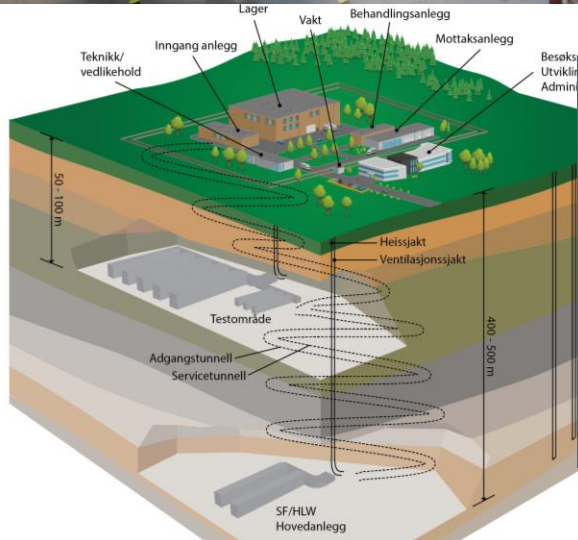 Lager
Vakt
Behandlingsanlegg
Inngang anlegg
Mottaksanlegg
Teknikk/
vedlikehold
50 - 100 m
Heissjakt
Ventilasjonssjakt
400 - 500 m
Testområde
Adgangstunnell
Servicetunnell
SF/HLW
Hovedanlegg